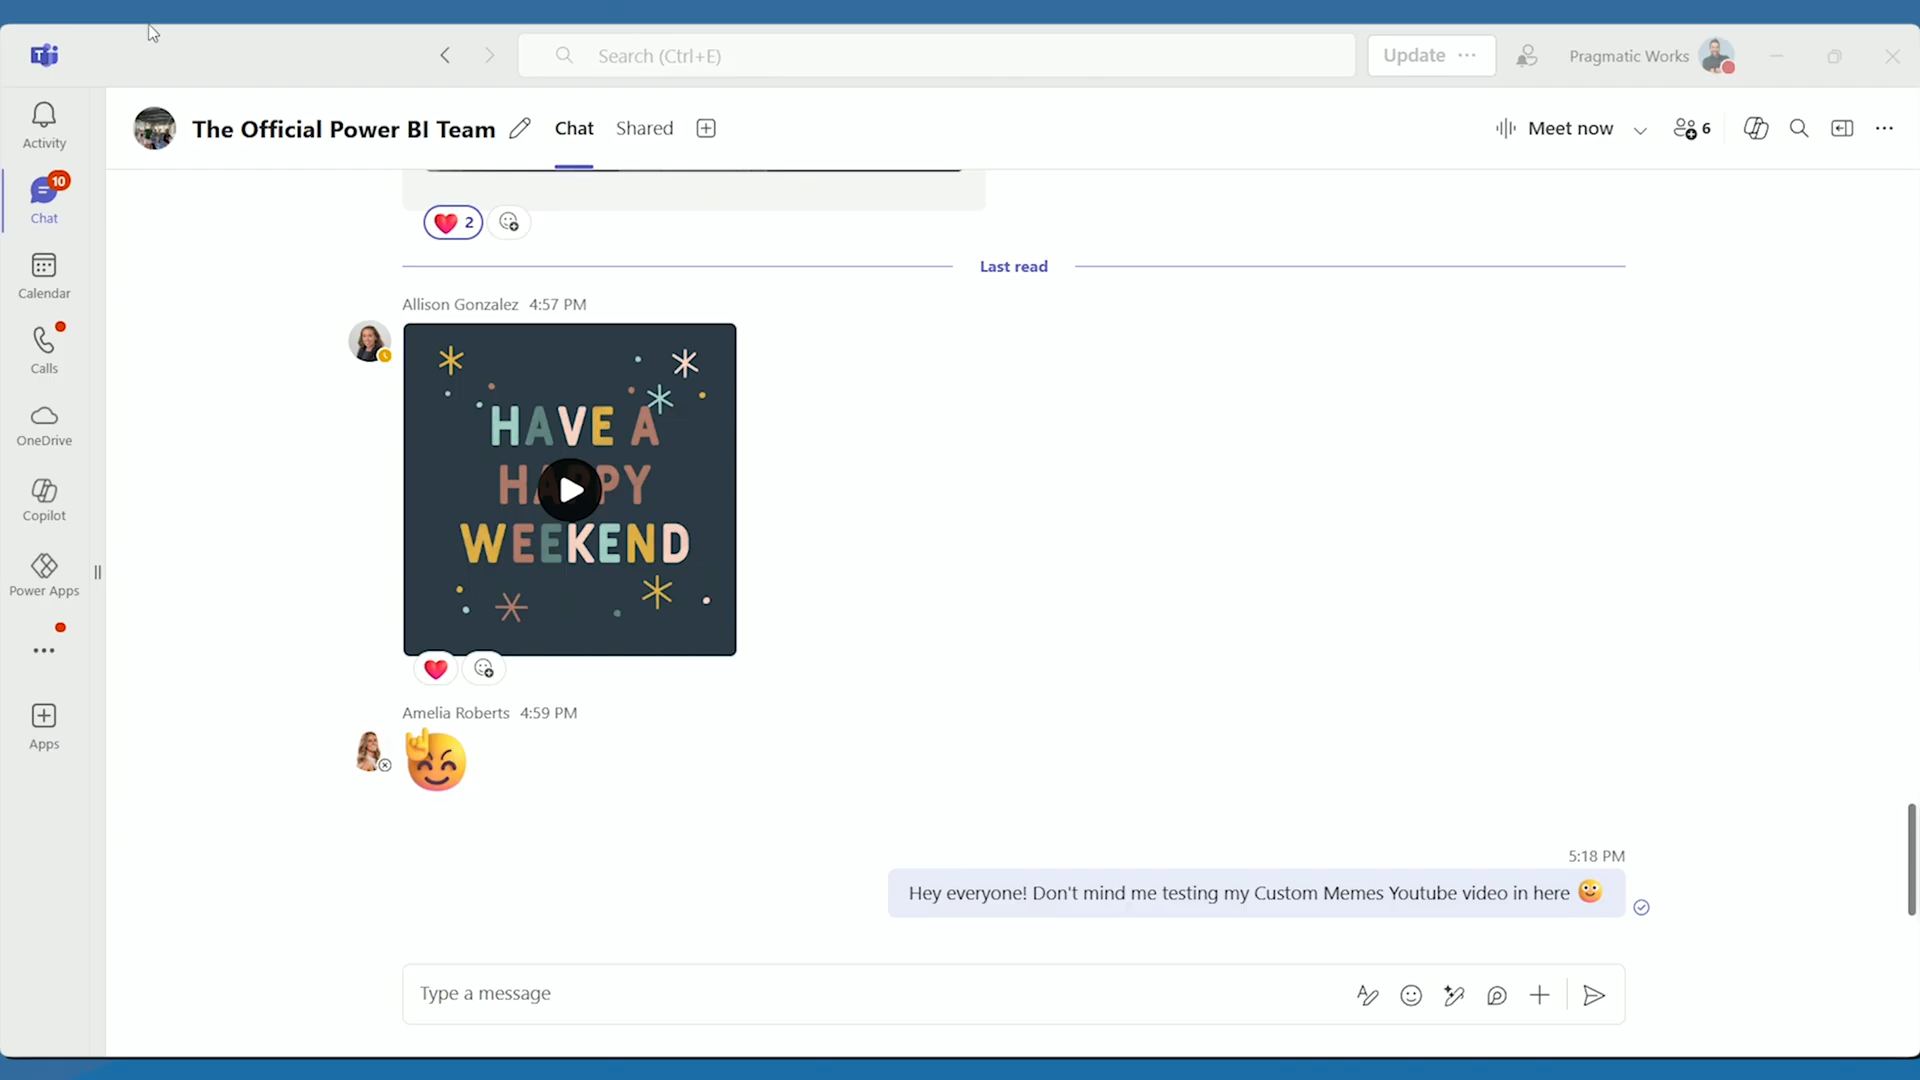 Search (Ctrl+E)
Update
Pragmatic Works
Activity
10
Chat
Calendar
Calls
OneDrive
Copilot
Power Apps
Apps
The Official Power BI Team
Chat
Shared
Meet now
6
2
Last read
Allison Gonzalez 4:57 PM
HAVE A
HAPPY
WEEKEND
Amelia Roberts 4:59 PM
5:18 PM
Hey everyone! Don't mind me testing my Custom Memes Youtube video in here
Type a message